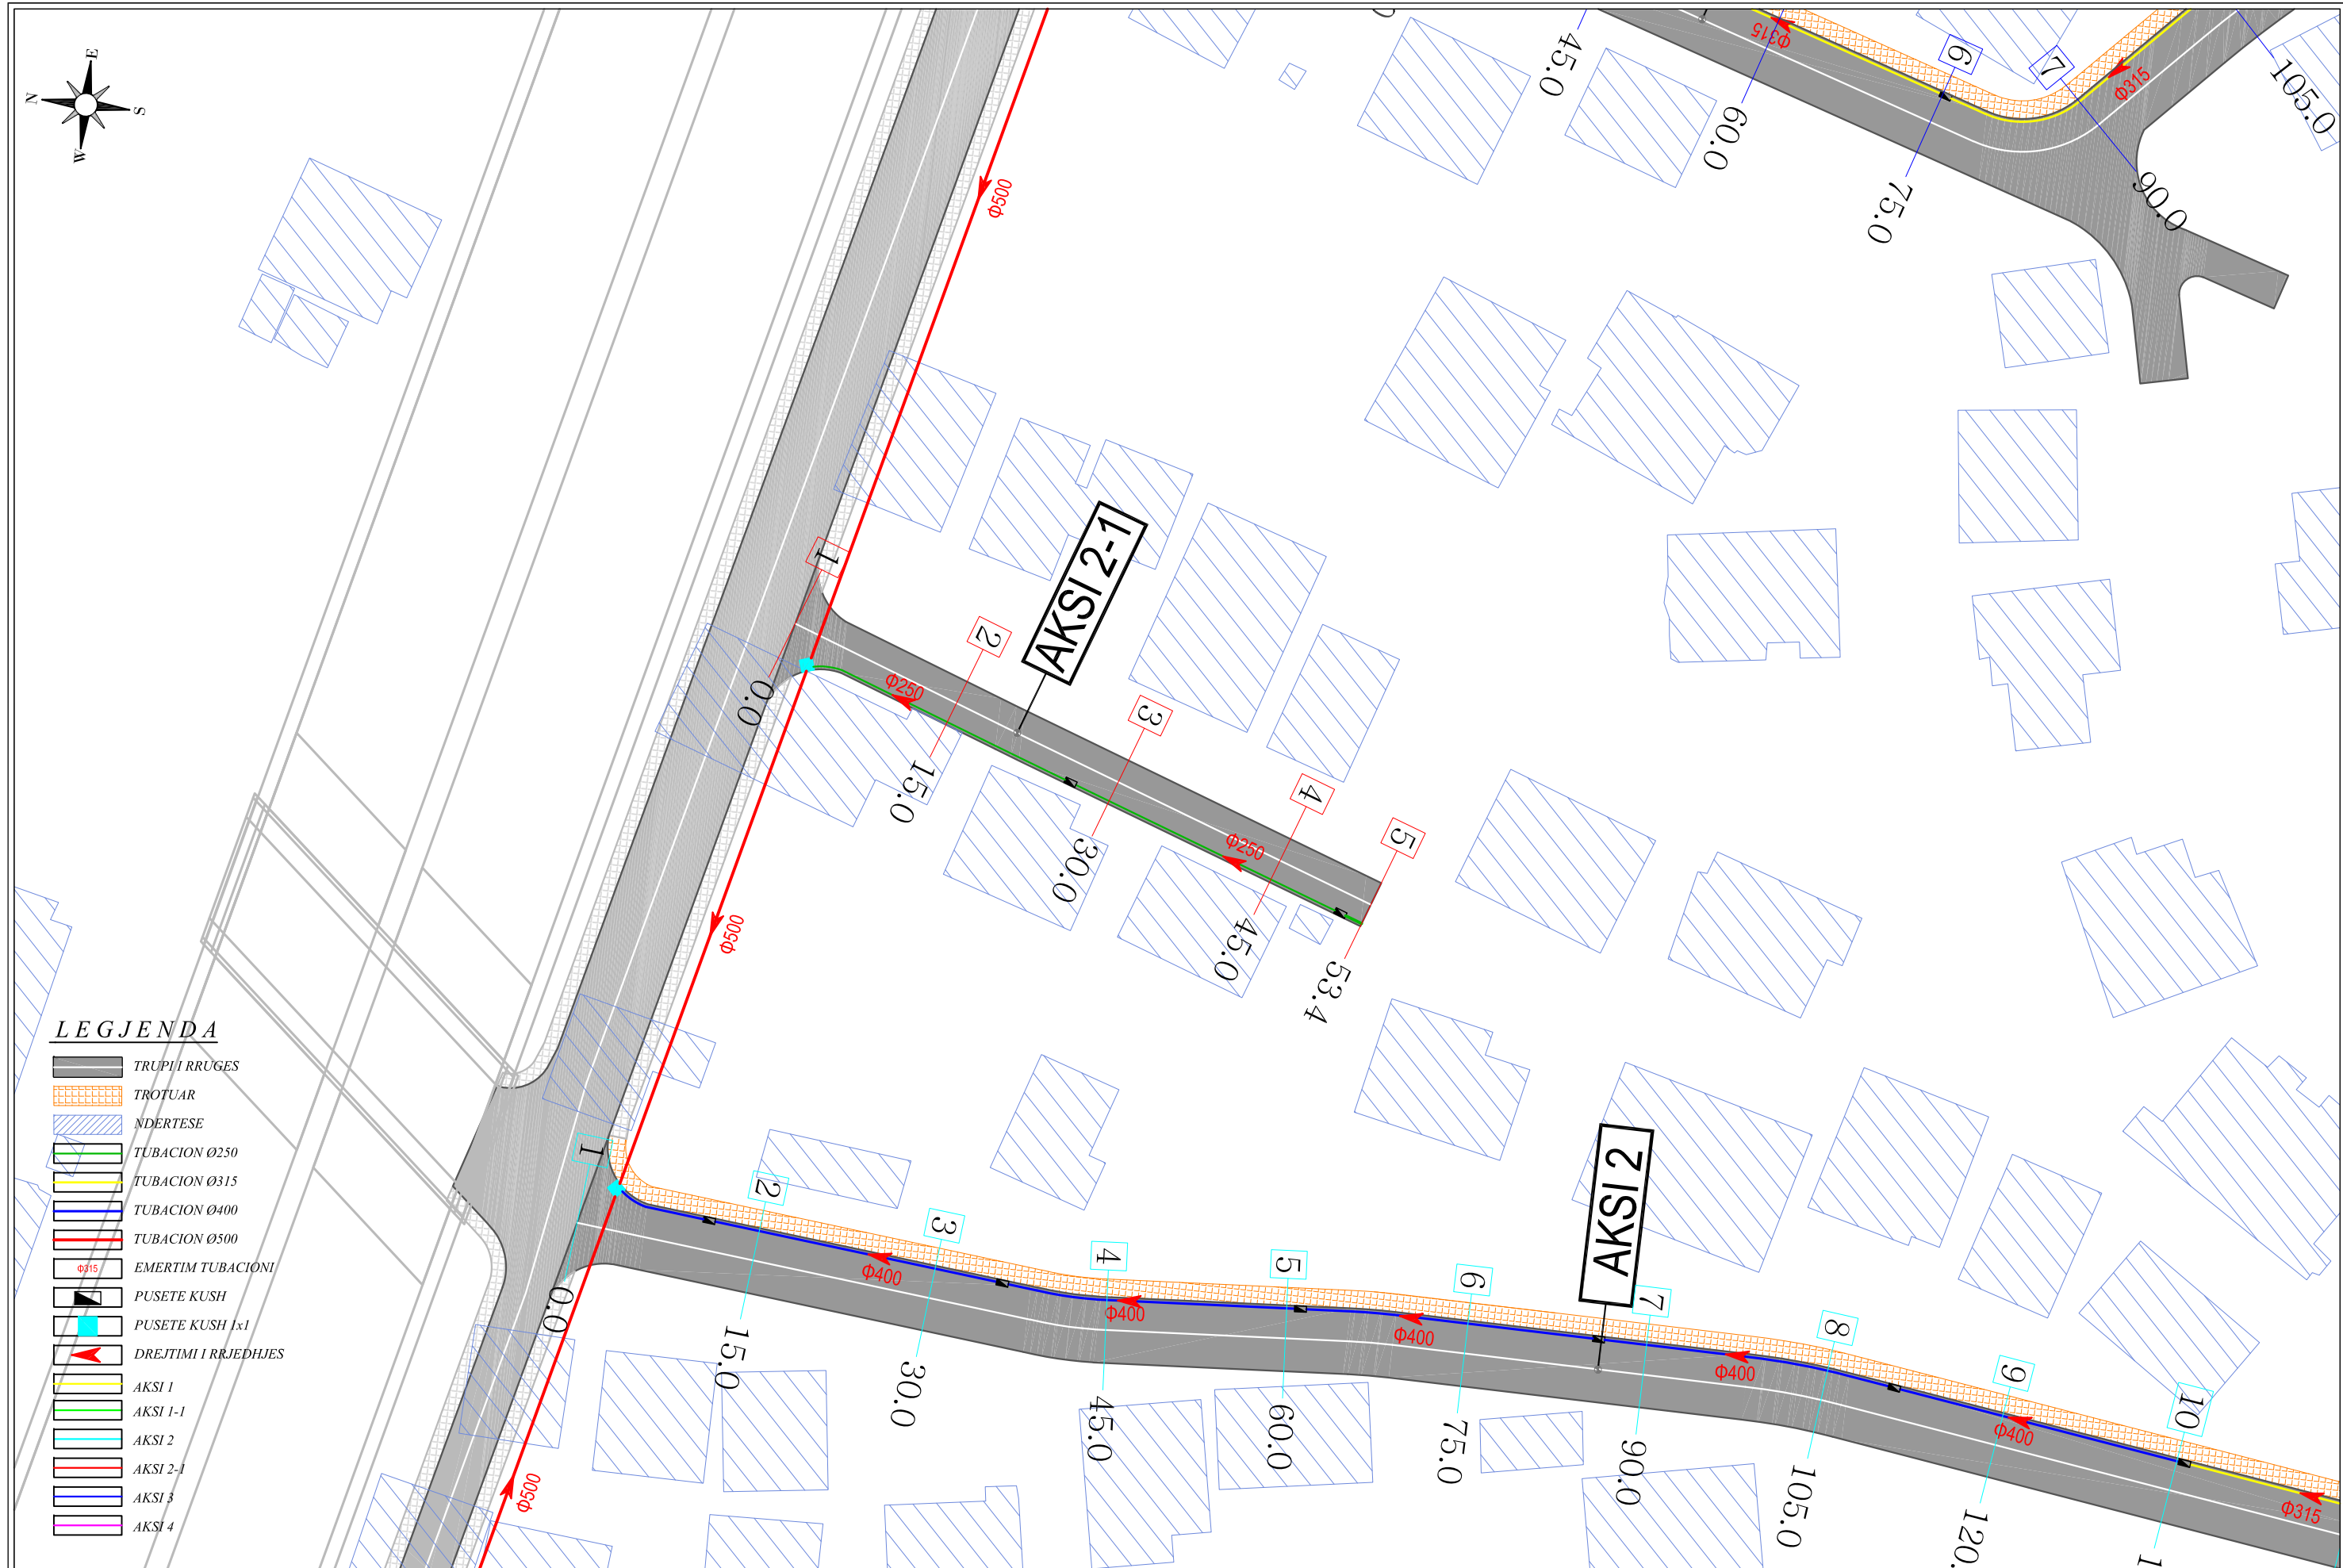 E
N
S
W
Φ500
45.0
Φ315
60.0
6
75.0
7
Φ315
90.0
105.0
1
0.0
Φ250
2
15.0
AKSI 2-1
3
30.0
Φ250
4
45.0
5
53.4
Φ500
1
0.0
2
15.0
Φ400
3
30.0
4
45.0
Φ400
5
60.0
6
75.0
Φ400
AKSI 2
7
90.0
Φ400
8
105.0
9
120.
Φ400
10
1
Φ315
Φ500
LEGJENDA
TRUPI I RRUGES
TROTUAR
NDERTESE
TUBACION Ø250
TUBACION Ø315
TUBACION Ø400
TUBACION Ø500
Φ315 EMERTIM TUBACIONI
PUSETE KUSH
PUSETE KUSH 1x1
DREJTIMI I RRJEDHJES
AKSI 1
AKSI 1-1
AKSI 2
AKSI 2-1
AKSI 3
AKSI 4